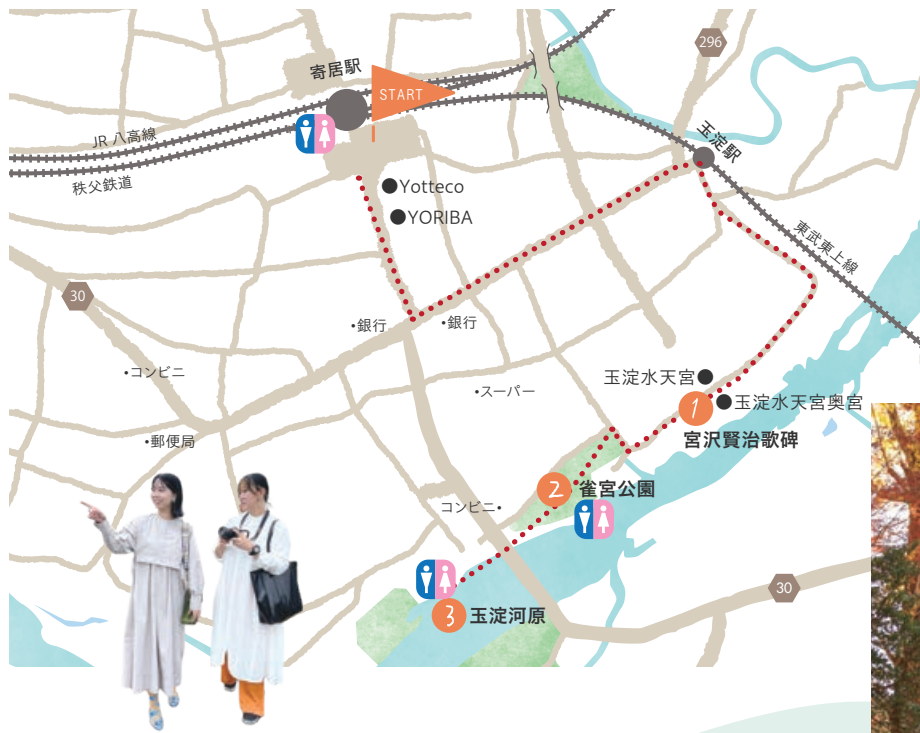 296
寄居駅
START
玉淀駅
JR 八高線
秩父鉄道
Yotteco
YORIBA
東武東上線
30
•銀行
•銀行
•コンビニ
•スーパー
玉淀水天宮
1
玉淀水天宮奥宮
宮沢賢治歌碑
•郵便局
2
雀宮公園
コンビニ•
30
3
玉淀河原